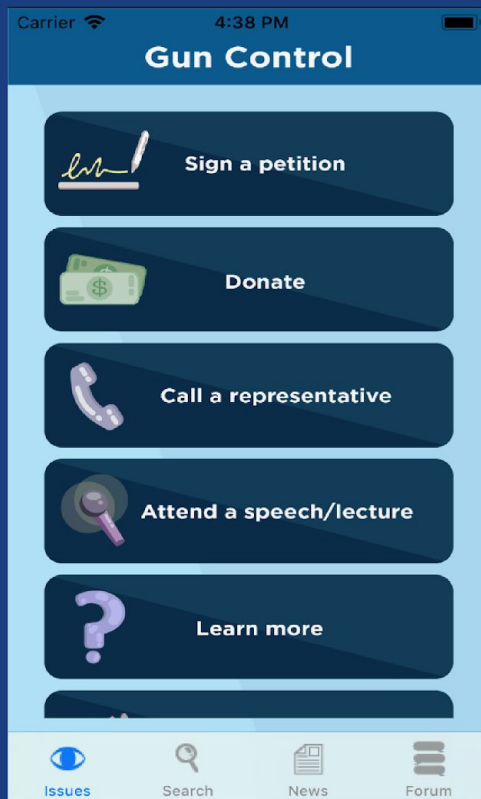 Carrier 4:38 PM
Gun Control
Sign a petition
$
Donate
Call a representative
Attend a speech/lecture
Learn more
Issues Search News Forum